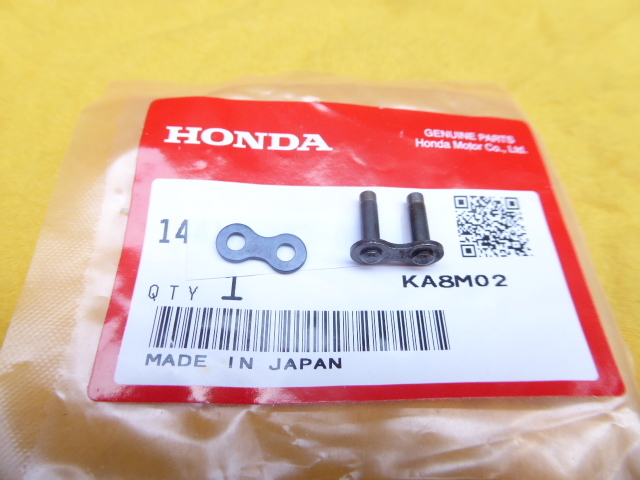 HONDA
GENUINE PARTS
Honda Motor Co., Ltd.
14
QTY 1
KA8M02
MADE IN JAPAN